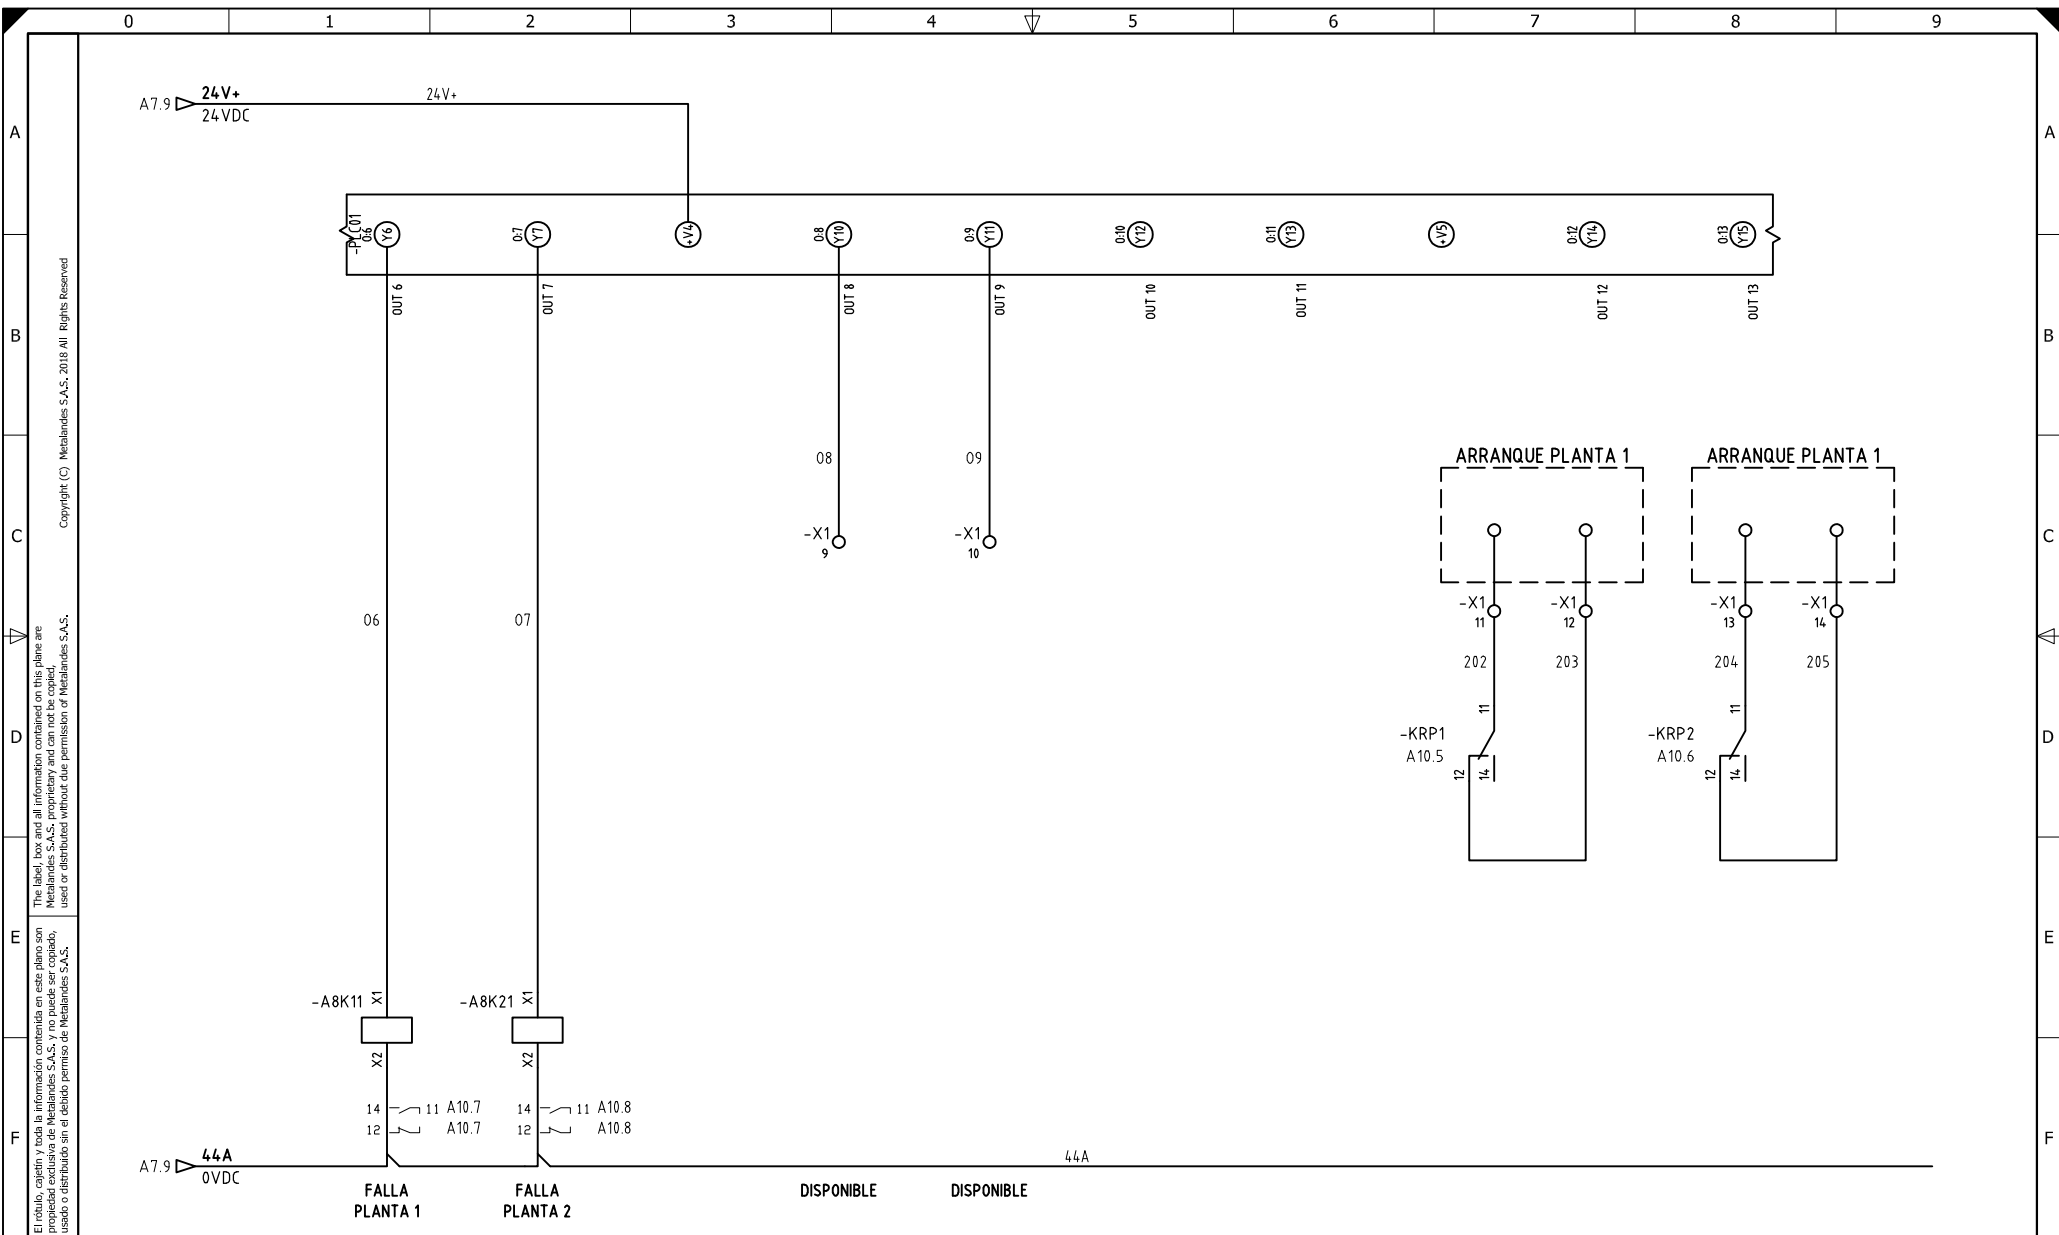 0 1 2 3 4 5 6 7 8 9
A7.9 24V+ 24V+
24VDC
A A
-PLC01
0:6 Y6 0:7 Y7 +V4 0:8 Y10 0:9 Y11 0:10 Y12 0:11 Y13 +V5 0:12 Y14 0:13 Y15
OUT 6 OUT 7 OUT 8 OUT 9 OUT 10 OUT 11 OUT 12 OUT 13
B B
Copyright (C) Metalandes S.A.S. 2018 All Rights Reserved
08 09
ARRANQUE PLANTA 1 ARRANQUE PLANTA 1
C C
-X1 -X1
9 10
-X1 -X1 -X1 -X1
11 12 13 14
06 07
202 203 204 205
The label, box and all information contained on this plane are
Metalandes S.A.S. proprietary and can not be copied,
used or distributed without due permission of Metalandes S.A.S.
11 11
D D
-KRP1 -KRP2
A10.5 A10.6
12 14 12 14
E E
El rótulo, cajetín y toda la información contenida en este plano son
propiedad exclusiva de Metalandes S.A.S. y no puede ser copiado,
usado o distribuido sin el debido permiso de Metalandes S.A.S.
-A8K11 X1 -A8K21 X1
X2 X2
14 11 A10.7 14 11 A10.8
12 A10.7 12 A10.8
F F
A7.9 44A 44A
0VDC
FALLA FALLA DISPONIBLE DISPONIBLE
PLANTA 1 PLANTA 2